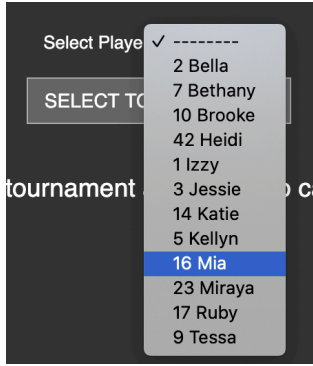 Select Playe ✓ --------
2 Bella
7 Bethany
SELECT TO
10 Brooke
42 Heidi
1 Izzy
tournament
3 Jessie
14 Katie
5 Kellyn
16 Mia
23 Miraya
17 Ruby
9 Tessa